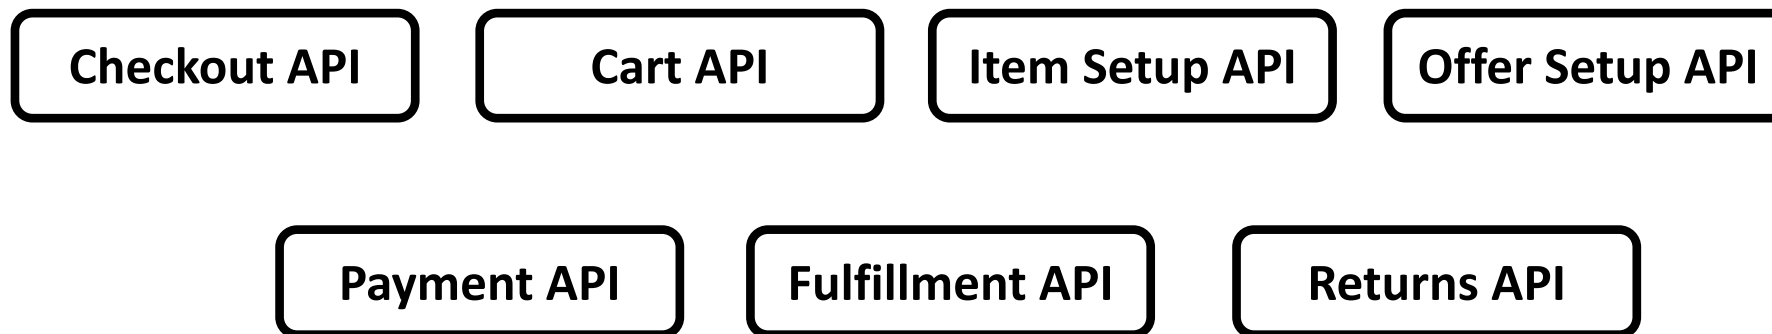 Checkout API
Cart API
Item Setup API
Offer Setup API
Payment API
Fulfillment API
Returns API